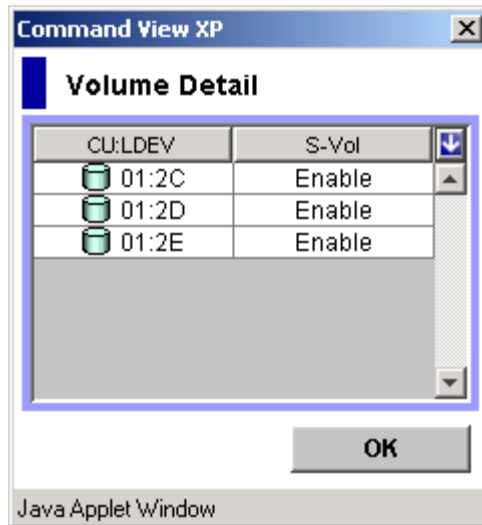 Command View XP
Volume Detail
CU:LDEV S-Vol
01:2C Enable
01:2D Enable
01:2E Enable
OK
Java Applet Window